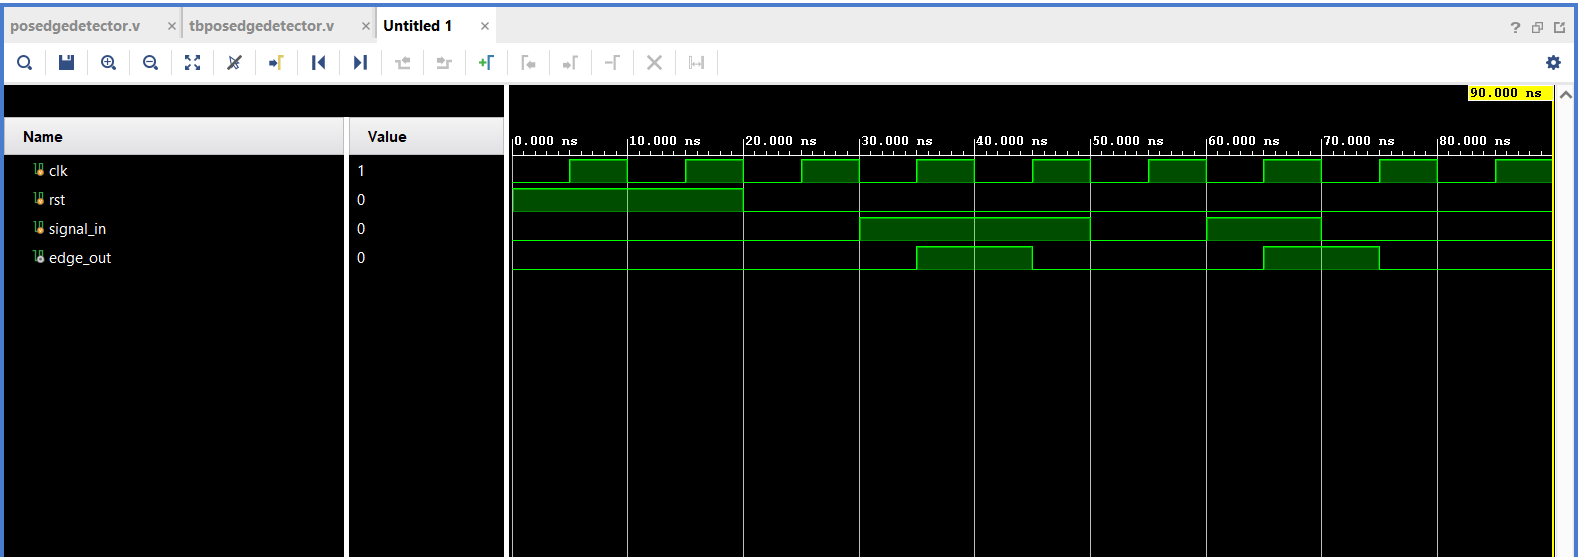 posedgedetector.v × tbposedgedetector.v × Untitled 1 × ?
90.000 ns
Name Value 0.000 ns 10.000 ns 20.000 ns 30.000 ns 40.000 ns 50.000 ns 60.000 ns 70.000 ns 80.000 ns
clk 1
rst 0
signal_in 0
edge_out 0